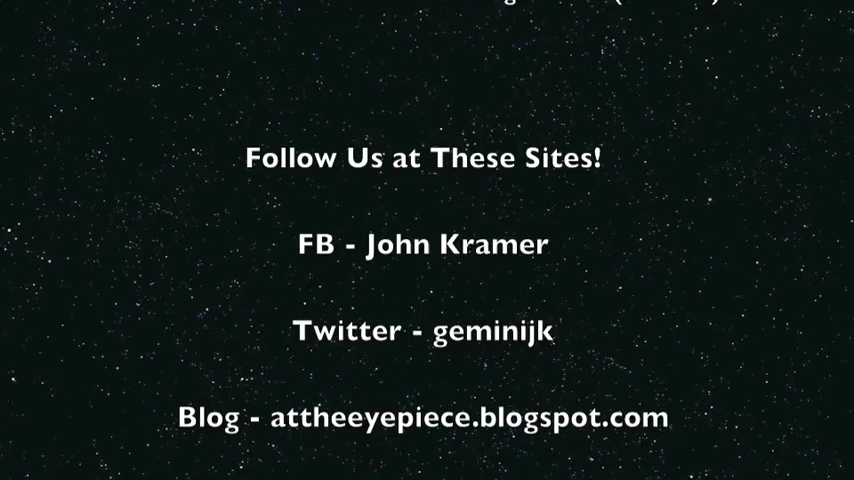 Follow Us at These Sites!
FB - John Kramer
Twitter - geminijk
Blog - attheeyepiece.blogspot.com